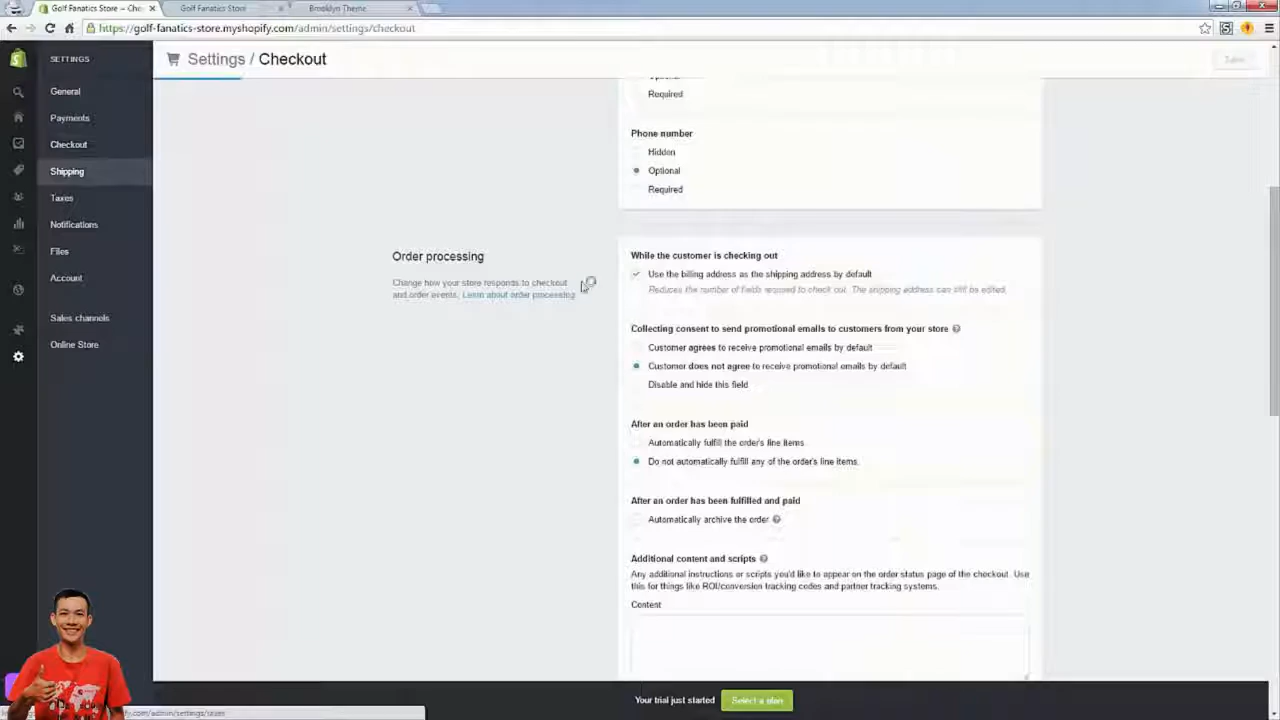 Golf Fanatics Store ~ Che
Golf Fanatics Store
Brooklyn Theme
https://golf-fanatics-store.myshopify.com/admin/settings/checkout
SETTINGS
Settings / Checkout
Save
General
Payments
Checkout
Shipping
Taxes
Notifications
Files
Account
Sales channels
Online Store
Optional
Required
Phone number
Hidden
Optional
Required
Order processing
Change how your store responds to checkout
and order events. Learn about order processing
While the customer is checking out
Use the billing address as the shipping address by default
Reduces the number of fields required to check out. The shipping address can still be edited.
Collecting consent to send promotional emails to customers from your store
Customer agrees to receive promotional emails by default
Customer does not agree to receive promotional emails by default
Disable and hide this field
After an order has been paid
Automatically fulfill the order's line items.
Do not automatically fulfill any of the order's line items.
After an order has been fulfilled and paid
Automatically archive the order
Additional content and scripts
Any additional instructions or scripts you'd like to appear on the order status page of the checkout. Use
this for things like ROI/conversion tracking codes and partner tracking systems.
Content
Your trial just started
Select a plan